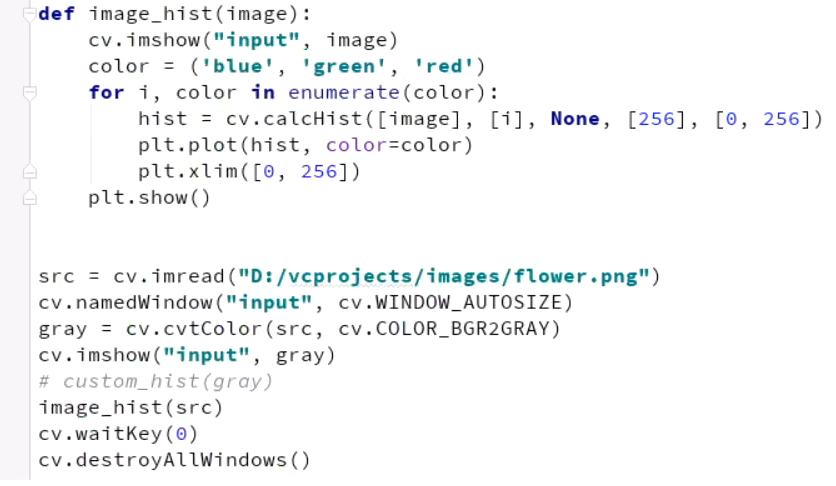 def image_hist(image):
    cv.imshow("input", image)
    color = ('blue', 'green', 'red')
    for i, color in enumerate(color):
        hist = cv.calcHist([image], [i], None, [256], [0, 256])
        plt.plot(hist, color=color)
        plt.xlim([0, 256])
    plt.show()
src = cv.imread("D:/vcprojects/images/flower.png")
cv.namedWindow("input", cv.WINDOW_AUTOSIZE)
gray = cv.cvtColor(src, cv.COLOR_BGR2GRAY)
cv.imshow("input", gray)
# custom_hist(gray)
image_hist(src)
cv.waitKey(0)
cv.destroyAllWindows()